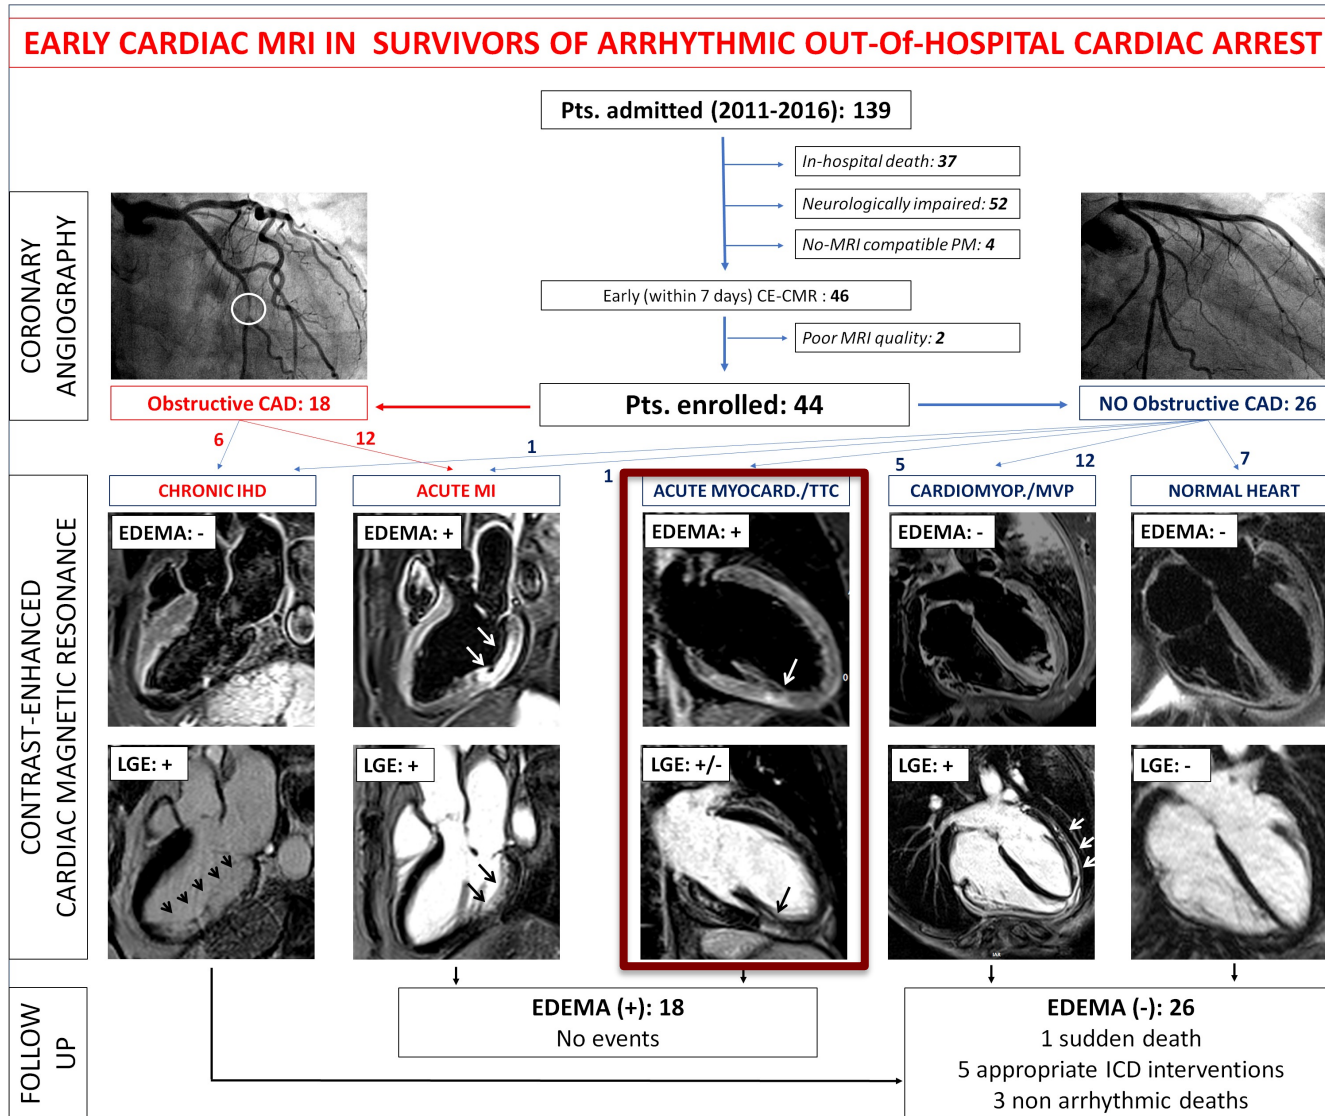 EARLY CARDIAC MRI IN SURVIVORS OF ARRHYTHMIC OUT-Of-HOSPITAL CARDIAC ARREST
Pts. admitted (2011-2016): 139
In-hospital death: 37
Neurologically impaired: 52
No-MRI compatible PM: 4
Early (within 7 days) CE-CMR : 46
Poor MRI quality: 2
CORONARY
ANGIOGRAPHY
Obstructive CAD: 18
Pts. enrolled: 44
NO Obstructive CAD: 26
6
12
1
1
5
12
7
CONTRAST-ENHANCED
CARDIAC MAGNETIC RESONANCE
CHRONIC IHD
ACUTE MI
ACUTE MYOCARD./TTC
CARDIOMYOP./MVP
NORMAL HEART
EDEMA: -
EDEMA: +
EDEMA: +
EDEMA: -
EDEMA: -
LGE: +
LGE: +
LGE: +/-
LGE: +
LGE: -
FOLLOW
UP
EDEMA (+): 18
No events
EDEMA (-): 26
1 sudden death
5 appropriate ICD interventions
3 non arrhythmic deaths